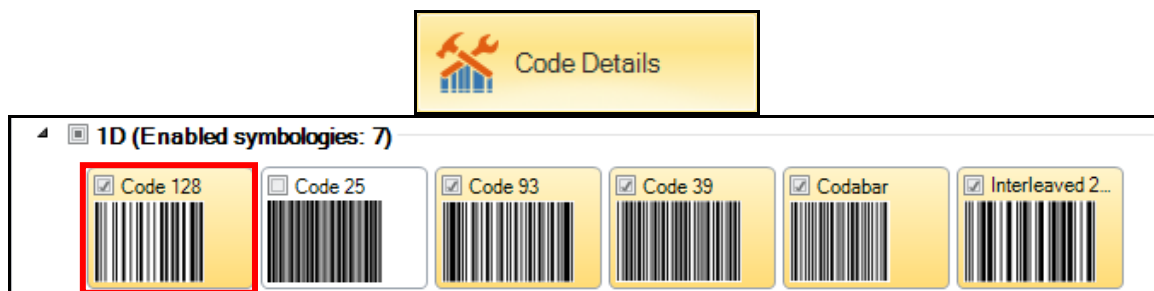 Code Details
1D (Enabled symbologies: 7)
Code 128 Code 25 Code 93 Code 39 Codabar Interleaved 2...